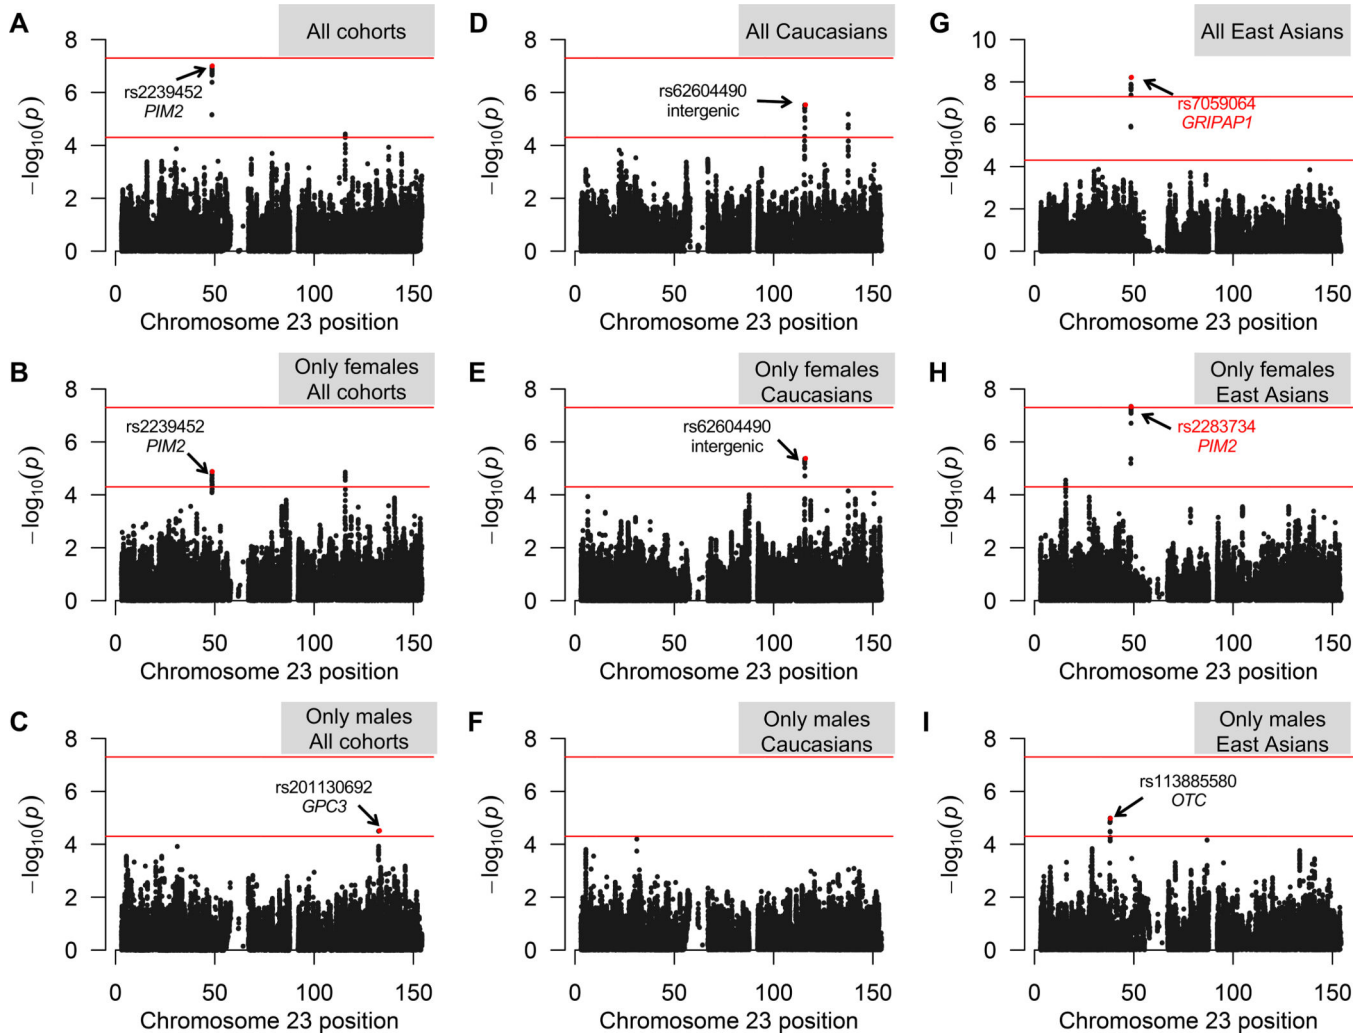 A
All cohorts
8
6
4
2
0
−log10(p)
rs2239452
PIM2
0 50 100 150
Chromosome 23 position
D
All Caucasians
8
6
4
2
0
−log10(p)
rs62604490
intergenic
0 50 100 150
Chromosome 23 position
G
All East Asians
10
8
6
4
2
0
−log10(p)
rs7059064
GRIPAP1
0 50 100 150
Chromosome 23 position
B
Only females
All cohorts
8
6
4
2
0
−log10(p)
rs2239452
PIM2
0 50 100 150
Chromosome 23 position
E
Only females
Caucasians
8
6
4
2
0
−log10(p)
rs62604490
intergenic
0 50 100 150
Chromosome 23 position
H
Only females
East Asians
8
6
4
2
0
−log10(p)
rs2283734
PIM2
0 50 100 150
Chromosome 23 position
C
Only males
All cohorts
8
6
4
2
0
−log10(p)
rs201130692
GPC3
0 50 100 150
Chromosome 23 position
F
Only males
Caucasians
8
6
4
2
0
−log10(p)
0 50 100 150
Chromosome 23 position
I
Only males
East Asians
8
6
4
2
0
−log10(p)
rs113885580
OTC
0 50 100 150
Chromosome 23 position